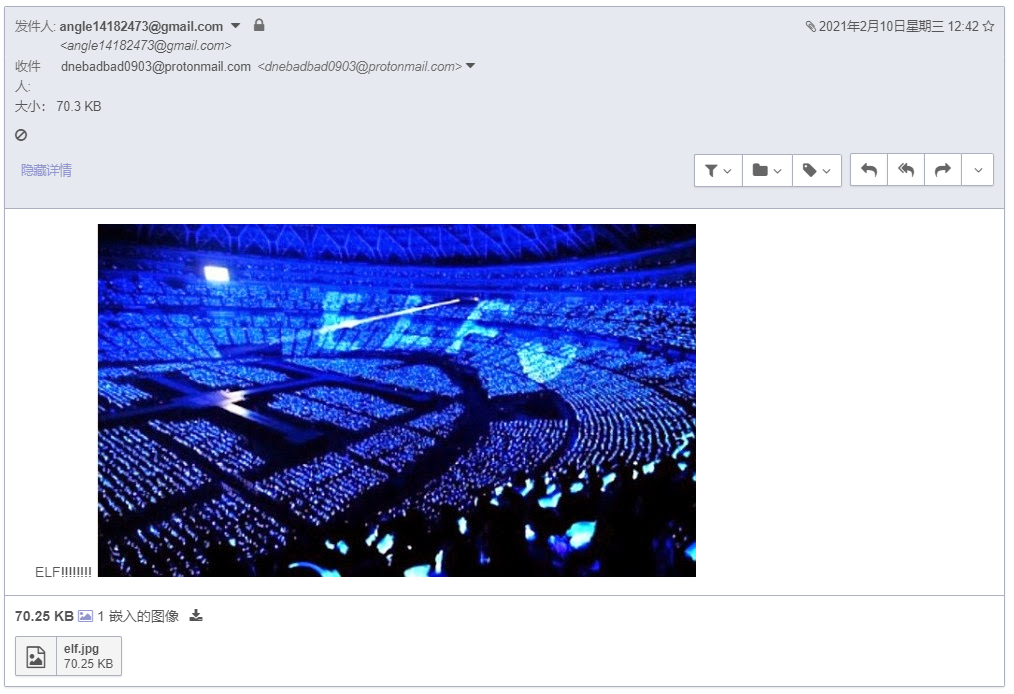 发件人: angle14182473@gmail.com
<angle14182473@gmail.com>
2021年2月10日星期三 12:42
收件人: dnebadbad0903@protonmail.com <dnebadbad0903@protonmail.com>
大小: 70.3 KB
隐藏详情
ELF
ELF!!!!!!!!
70.25 KB 1 嵌入的图像
elf.jpg
70.25 KB